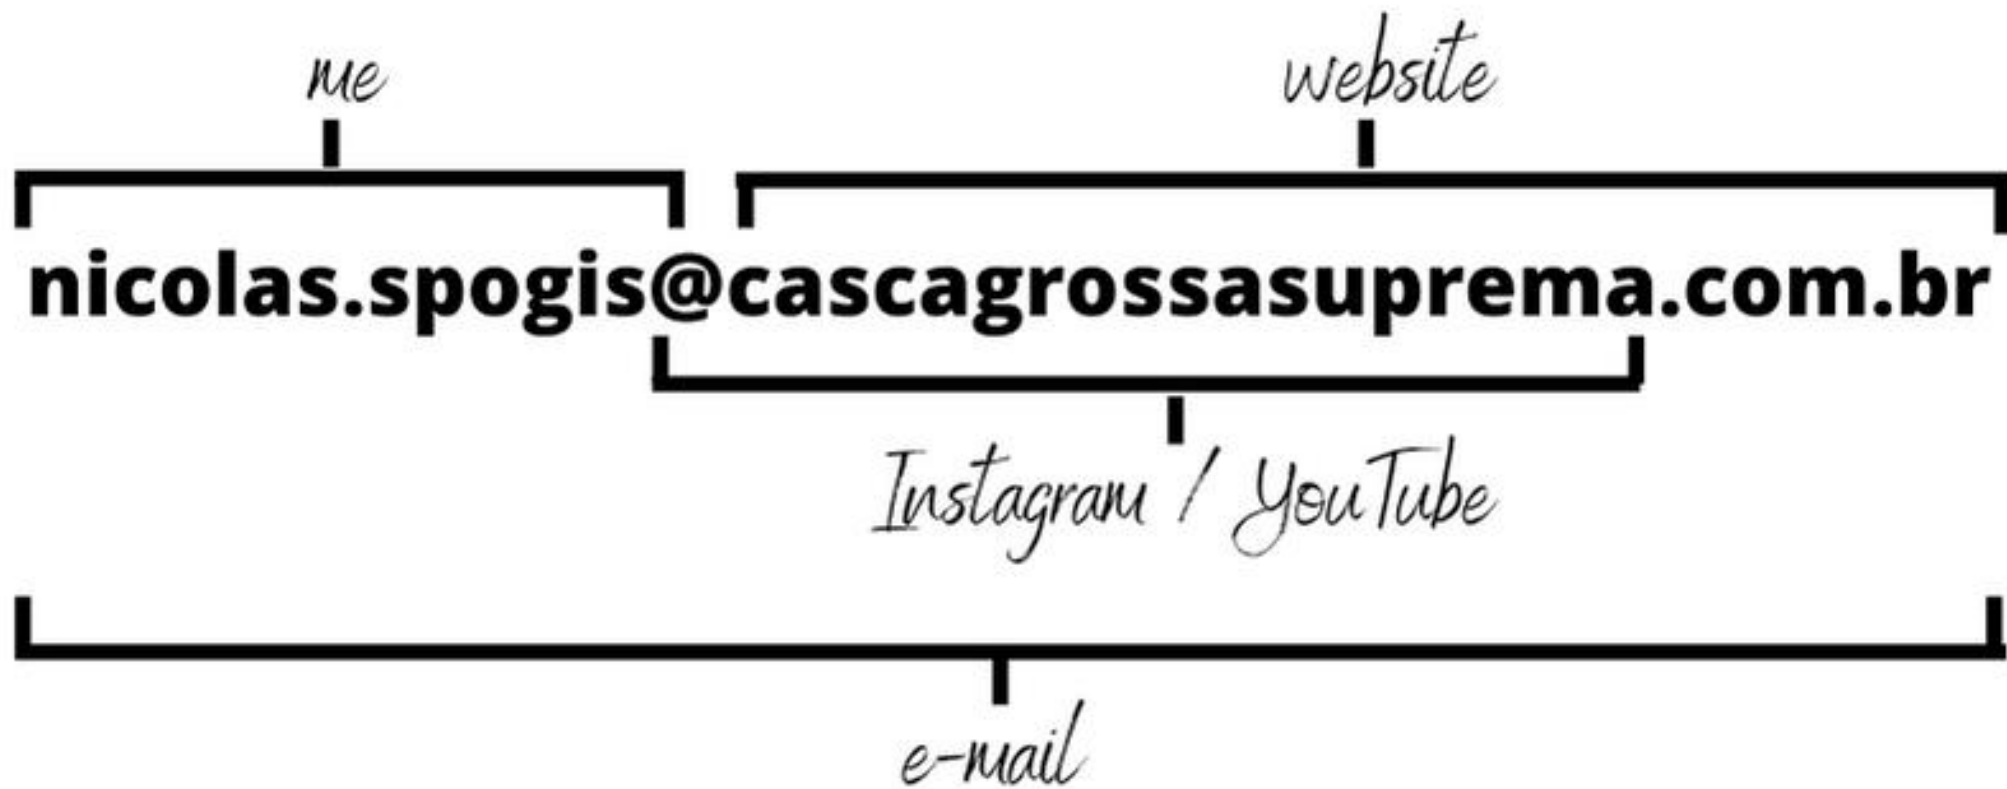 me
website
nicolas.spogis@cascagrossasuprema.com.br
Instagram / YouTube
e-mail